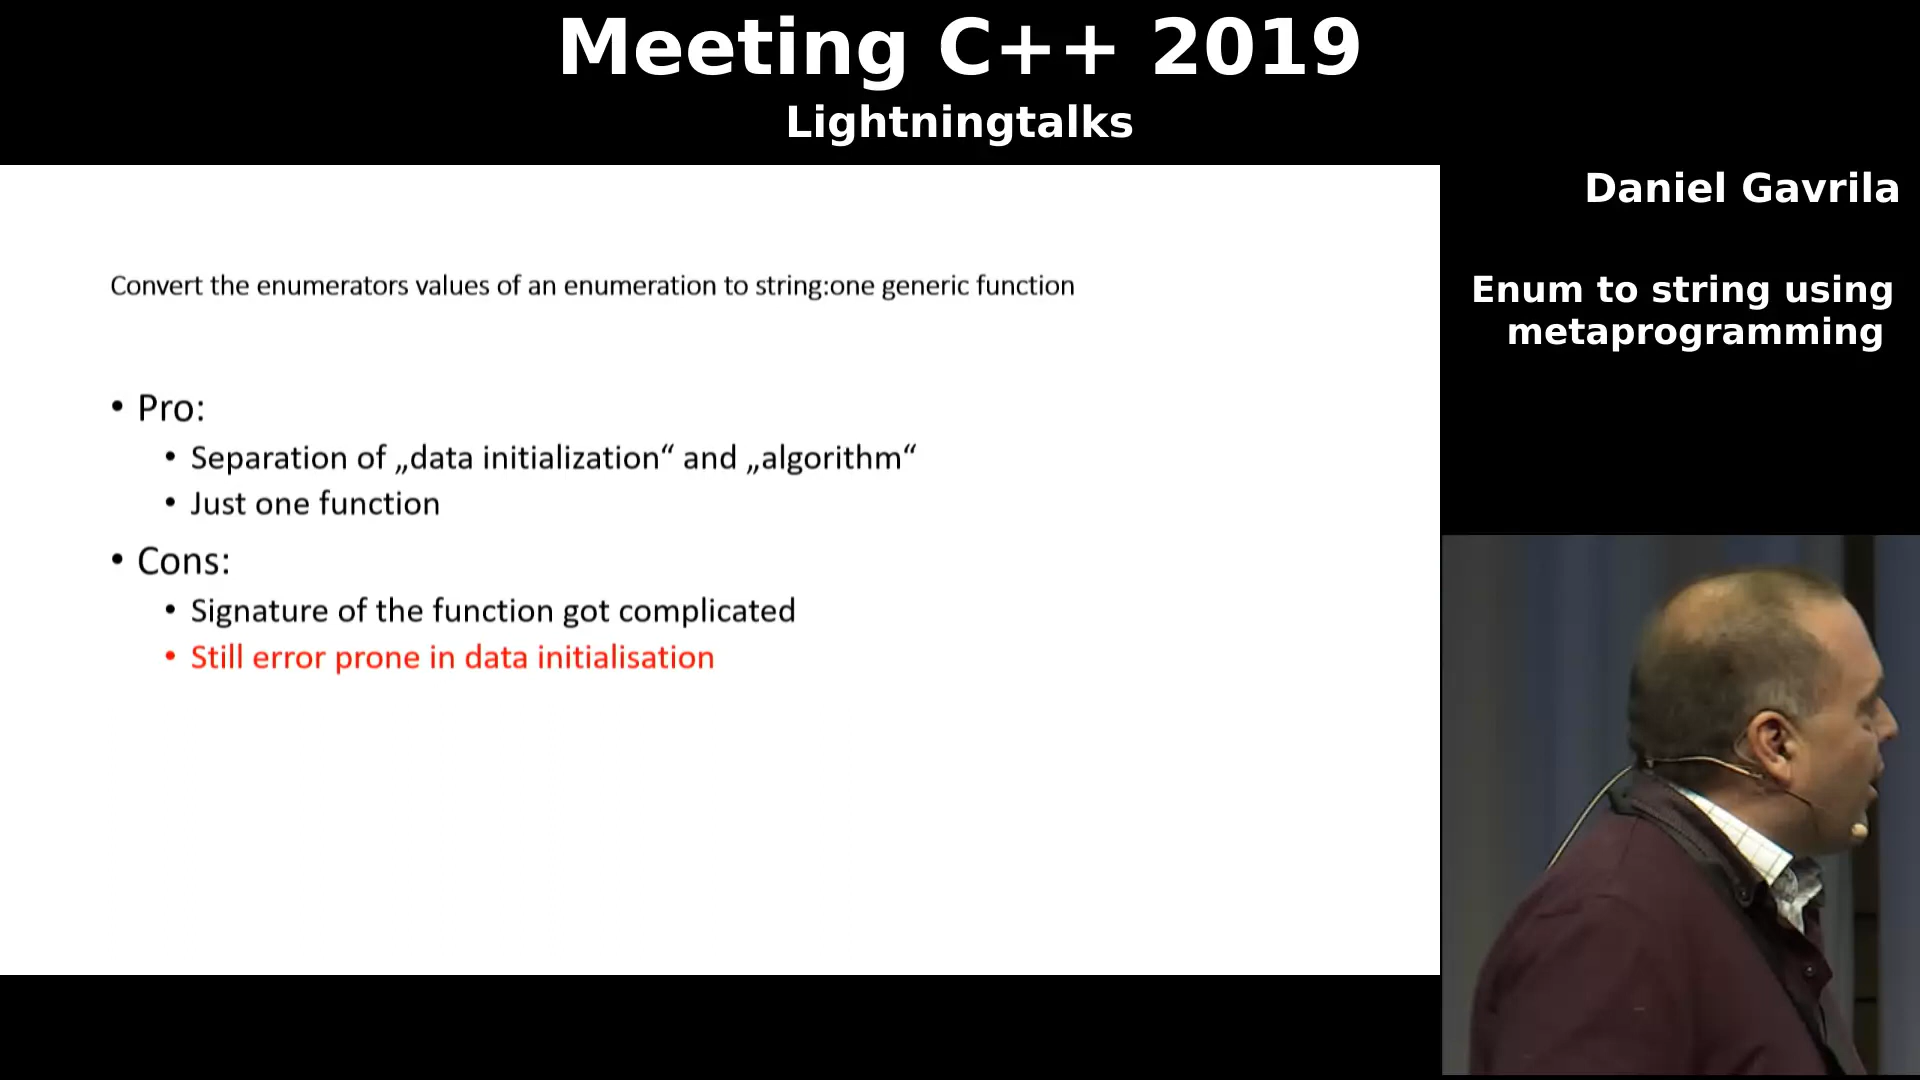 Meeting C++ 2019
Lightningtalks
Daniel Gavrila
Enum to string using
metaprogramming
Convert the enumerators values of an enumeration to string:one generic function
• Pro:
• Separation of „data initialization“ and „algorithm“
• Just one function
• Cons:
• Signature of the function got complicated
• Still error prone in data initialisation